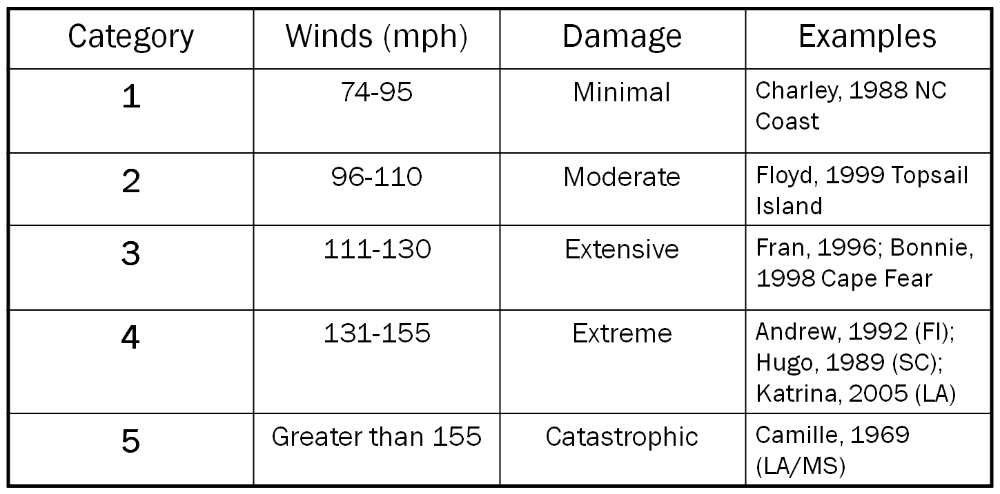 Category Winds (mph) Damage Examples
1 74-95 Minimal Charley, 1988 NC
Coast
2 96-110 Moderate Floyd, 1999 Topsail
Island
3 111-130 Extensive Fran, 1996; Bonnie,
1998 Cape Fear
4 131-155 Extreme Andrew, 1992 (Fl);
Hugo, 1989 (SC);
Katrina, 2005 (LA)
5 Greater than 155 Catastrophic Camille, 1969
(LA/MS)